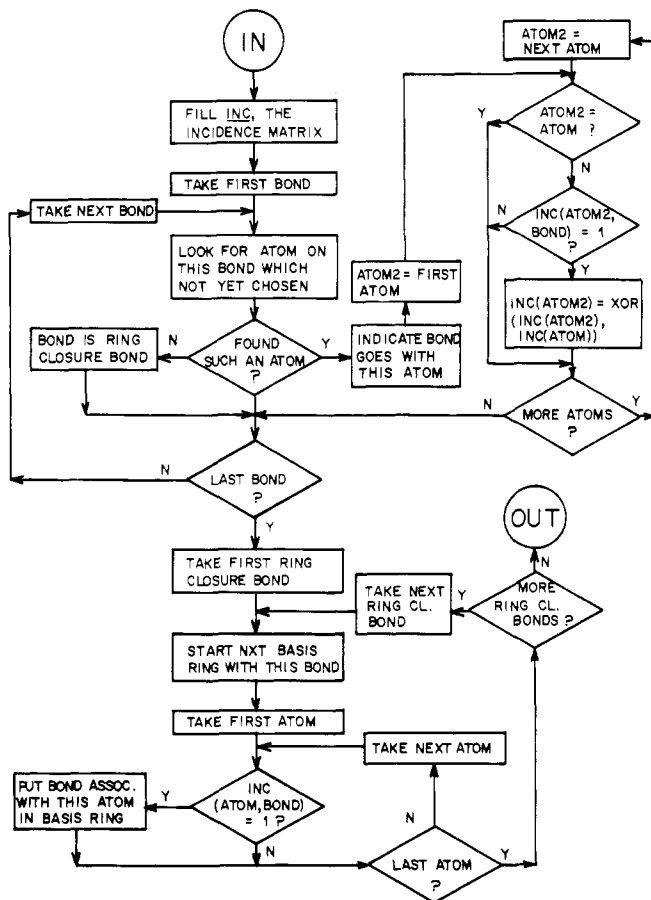 IN
FILL INC, THE
INCIDENCE MATRIX
TAKE FIRST BOND
TAKE NEXT BOND
LOOK FOR ATOM ON
THIS BOND WHICH
NOT YET CHOSEN
FOUND
SUCH AN ATOM
?
N
Y
BOND IS RING
CLOSURE BOND
INDICATE BOND
GOES WITH
THIS ATOM
ATOM2 = FIRST
ATOM
ATOM2 =
NEXT ATOM
ATOM2 =
ATOM ?
Y
N
INC(ATOM2,
BOND) = 1
?
N
Y
INC(ATOM2) = XOR
(INC(ATOM2),
INC(ATOM))
MORE ATOMS
?
N
Y
LAST BOND
?
N
Y
TAKE FIRST RING
CLOSURE BOND
TAKE NEXT
RING CL.
BOND
MORE
RING CL.
BONDS ?
Y
N
OUT
START NXT BASIS
RING WITH THIS BOND
TAKE FIRST ATOM
TAKE NEXT ATOM
INC
(ATOM,BOND)
= 1 ?
Y
N
PUT BOND ASSOC.
WITH THIS ATOM
IN BASIS RING
LAST ATOM
?
N
Y